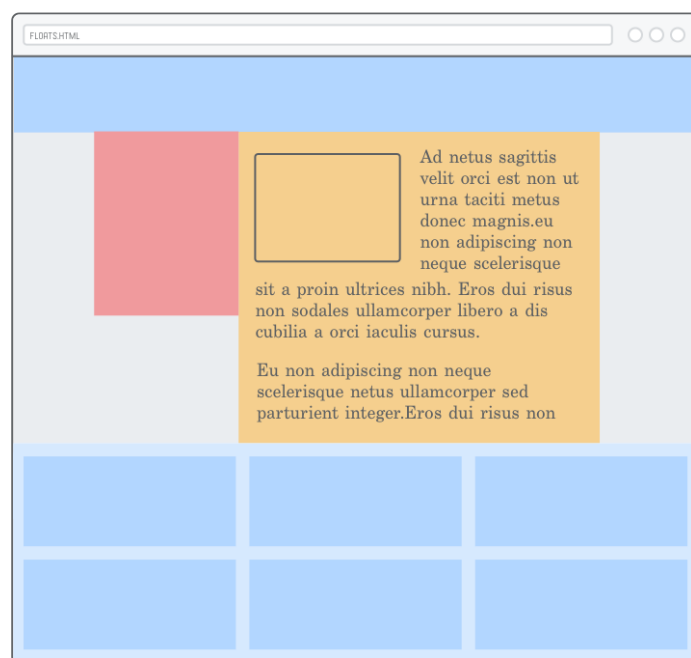 FLOATS.HTML
Ad netus sagittis
velit orci est non ut
urna taciti metus
donec magnis.eu
non adipiscing non
neque scelerisque
sit a proin ultrices nibh. Eros dui risus
non sodales ullamcorper libero a dis
cubilia a orci iaculis cursus.
Eu non adipiscing non neque
scelerisque netus ullamcorper sed
parturient integer.Eros dui risus non